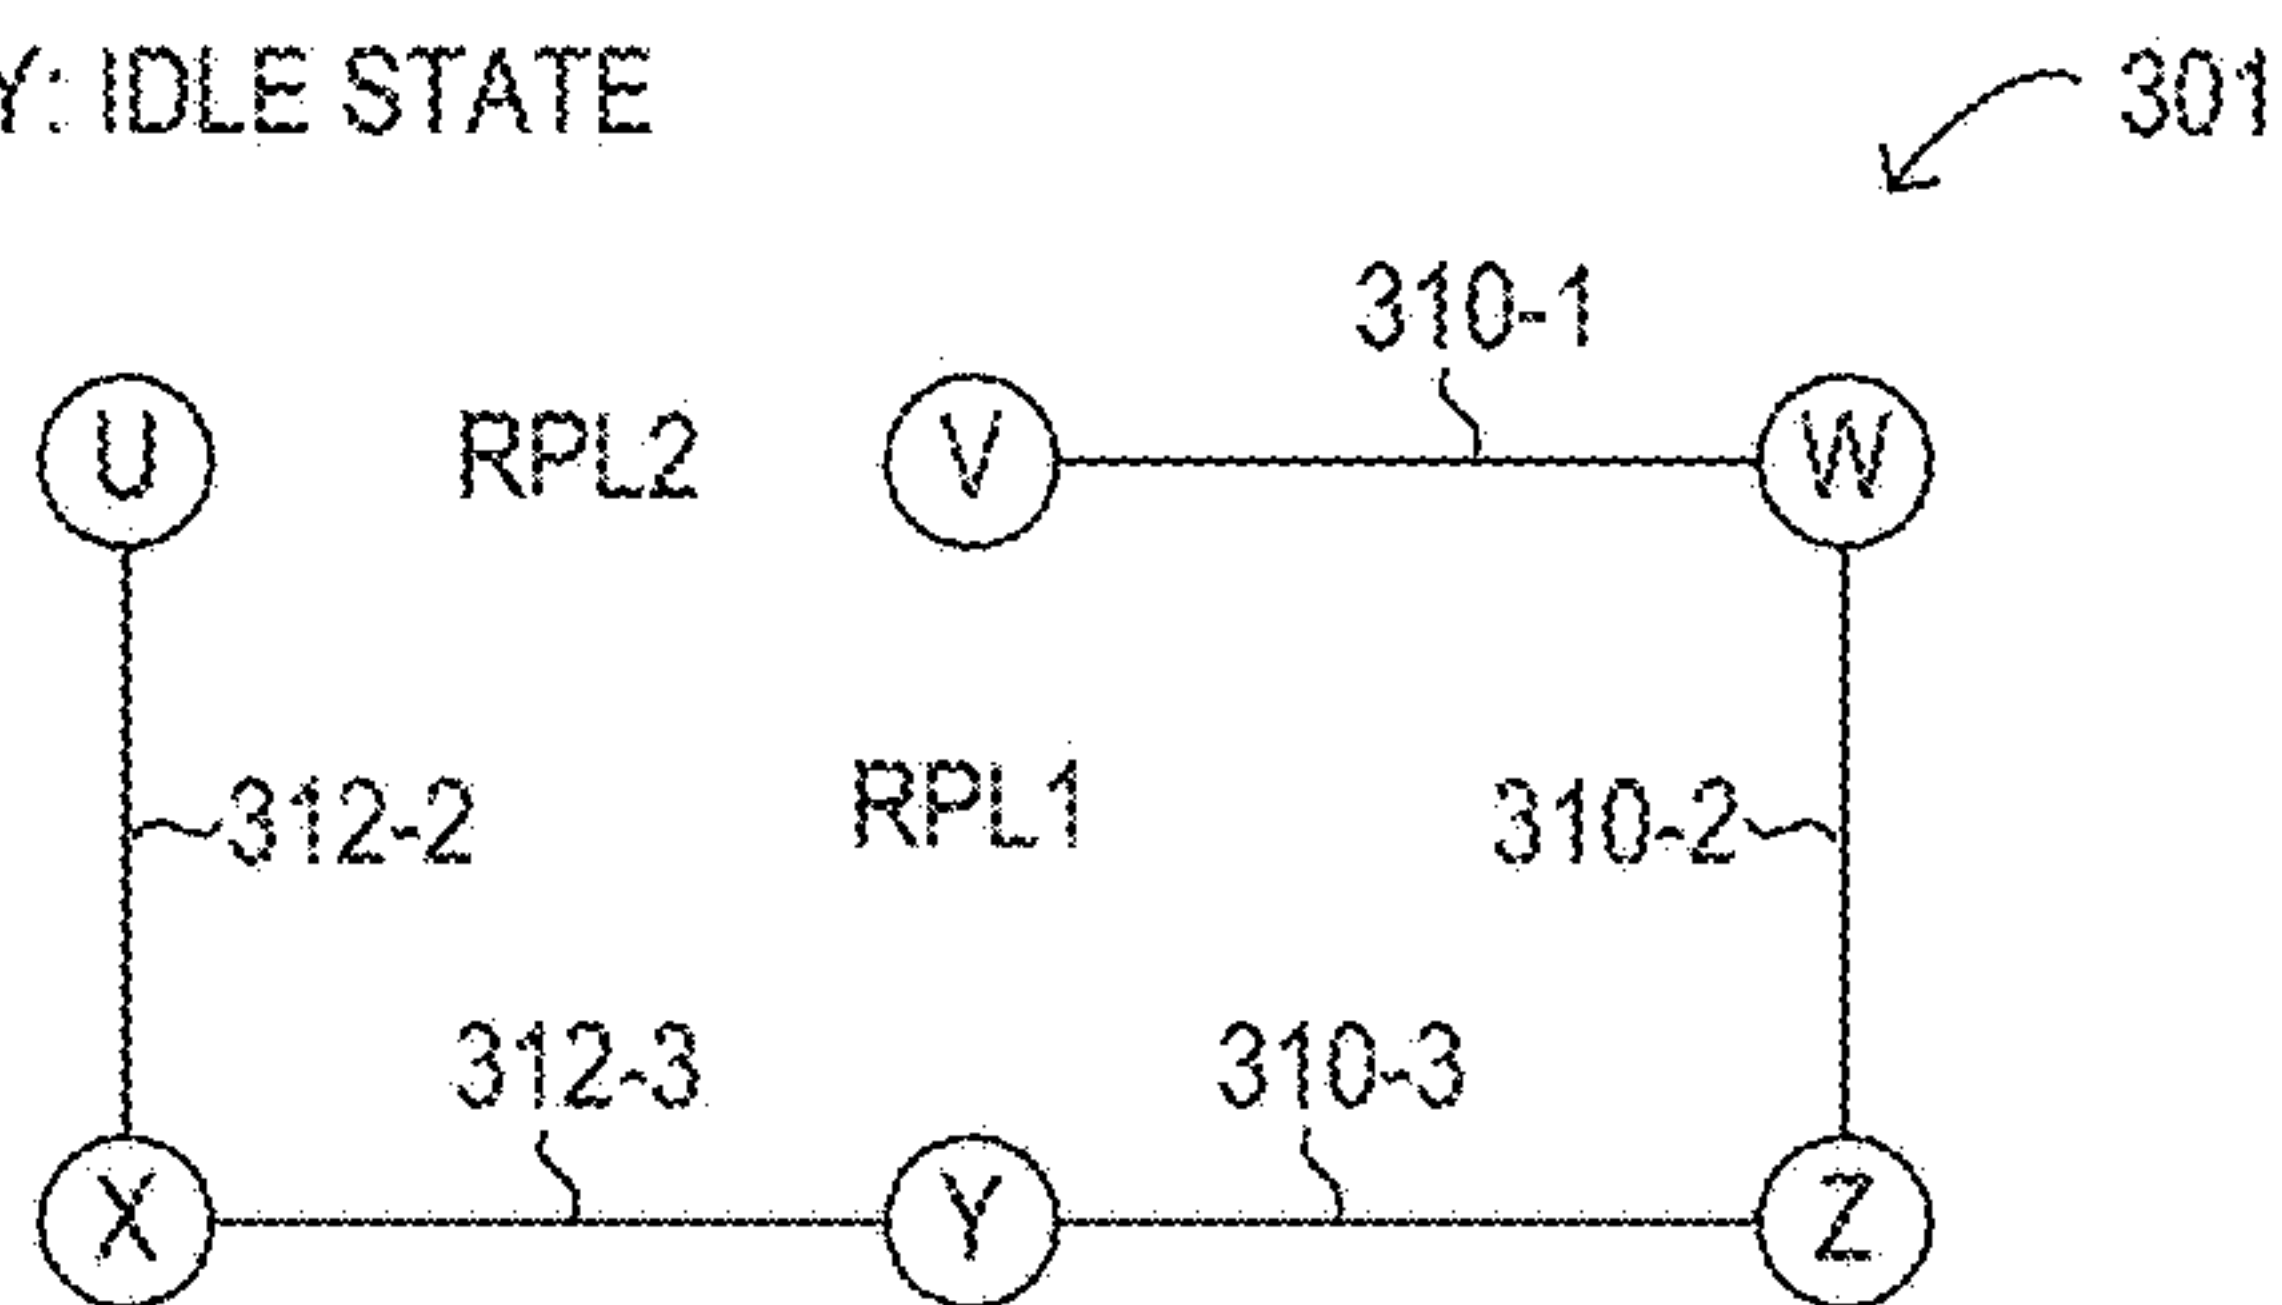 Y: IDLE STATE
301
310-1
U
RPL2
V
W
312-2
RPL1
310-2
312-3
310-3
X
Y
Z